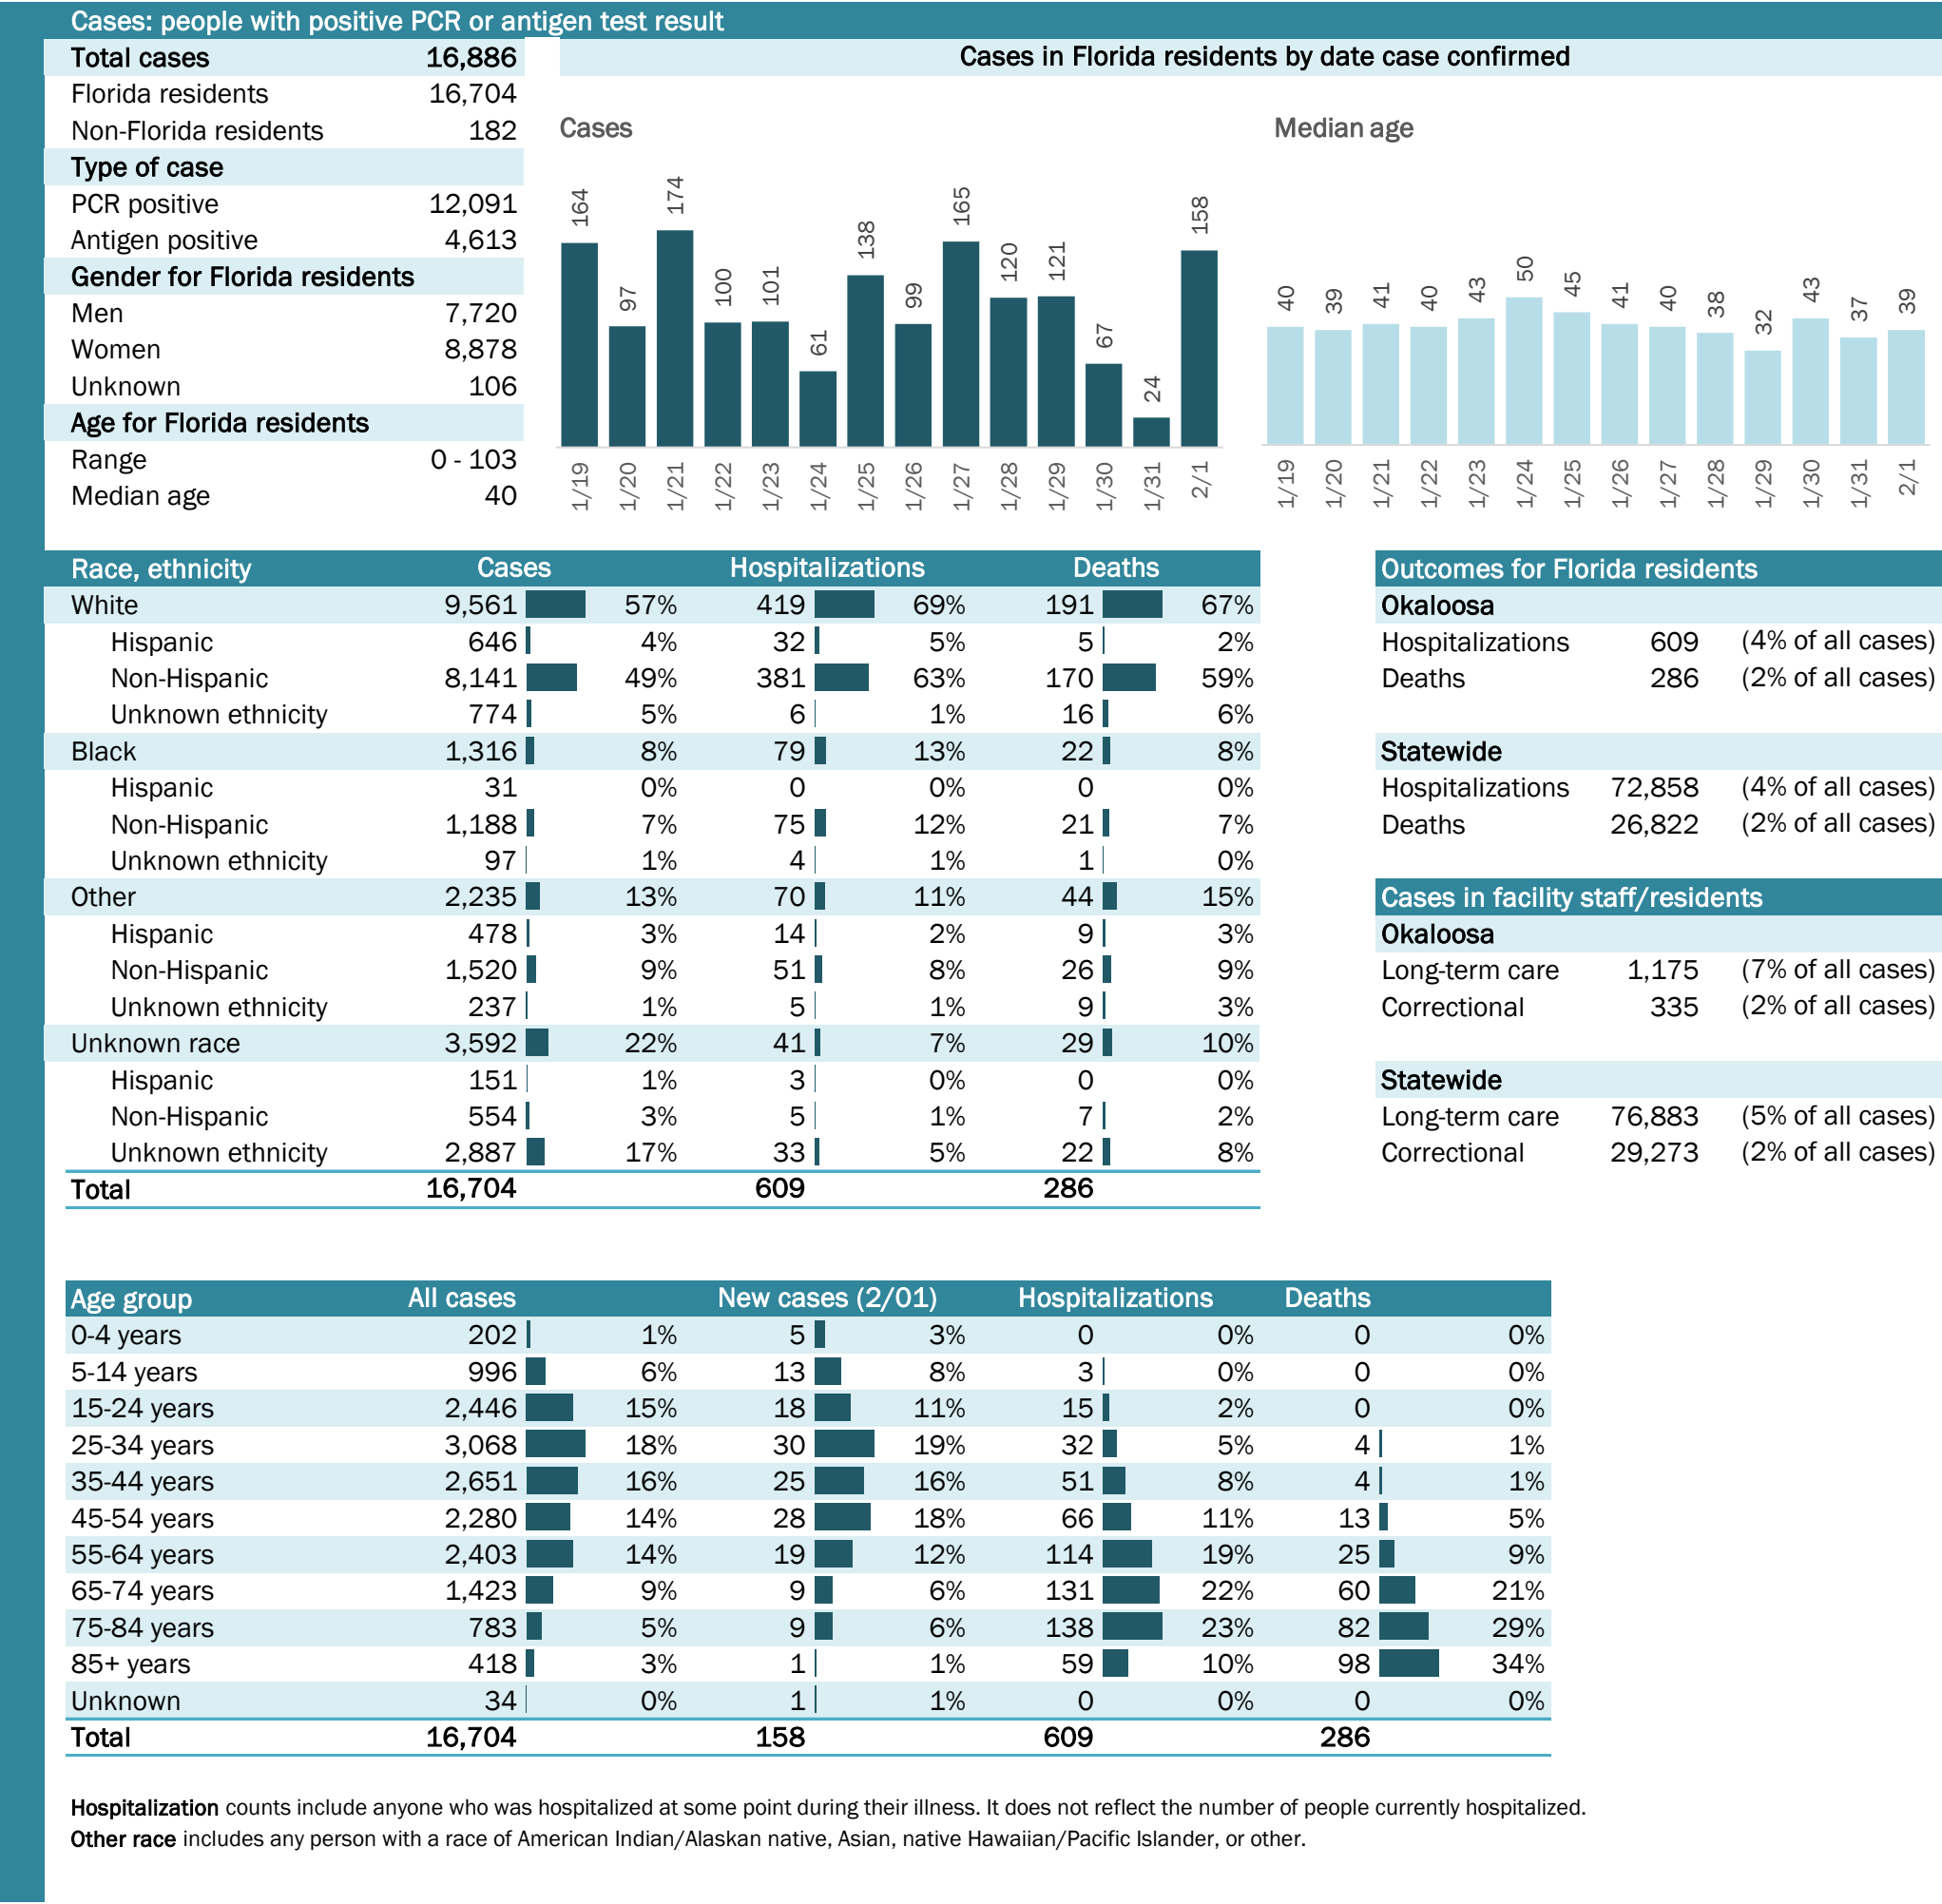 Cases: people with positive PCR or antigen test result
Total cases 16,886
Florida residents 16,704
Non-Florida residents 182
Type of case
PCR positive 12,091
Antigen positive 4,613
Gender for Florida residents
Men 7,720
Women 8,878
Unknown 106
Age for Florida residents
Range 0 - 103
Median age 40
Cases in Florida residents by date case confirmed
Cases
164 97 174 100 101 61 138 99 165 120 121 67 24 158
1/19 1/20 1/21 1/22 1/23 1/24 1/25 1/26 1/27 1/28 1/29 1/30 1/31 2/1
Median age
40 39 41 40 43 50 45 41 40 38 32 43 37 39
1/19 1/20 1/21 1/22 1/23 1/24 1/25 1/26 1/27 1/28 1/29 1/30 1/31 2/1
Race, ethnicity Cases Hospitalizations Deaths
White 9,561 57% 419 69% 191 67%
Hispanic 646 4% 32 5% 5 2%
Non-Hispanic 8,141 49% 381 63% 170 59%
Unknown ethnicity 774 5% 6 1% 16 6%
Black 1,316 8% 79 13% 22 8%
Hispanic 31 0% 0 0% 0 0%
Non-Hispanic 1,188 7% 75 12% 21 7%
Unknown ethnicity 97 1% 4 1% 1 0%
Other 2,235 13% 70 11% 44 15%
Hispanic 478 3% 14 2% 9 3%
Non-Hispanic 1,520 9% 51 8% 26 9%
Unknown ethnicity 237 1% 5 1% 9 3%
Unknown race 3,592 22% 41 7% 29 10%
Hispanic 151 1% 3 0% 0 0%
Non-Hispanic 554 3% 5 1% 7 2%
Unknown ethnicity 2,887 17% 33 5% 22 8%
Total 16,704 609 286
Outcomes for Florida residents
Okaloosa
Hospitalizations 609 (4% of all cases)
Deaths 286 (2% of all cases)
Statewide
Hospitalizations 72,858 (4% of all cases)
Deaths 26,822 (2% of all cases)
Cases in facility staff/residents
Okaloosa
Long-term care 1,175 (7% of all cases)
Correctional 335 (2% of all cases)
Statewide
Long-term care 76,883 (5% of all cases)
Correctional 29,273 (2% of all cases)
Age group All cases New cases (2/01) Hospitalizations Deaths
0-4 years 202 1% 5 3% 0 0% 0 0%
5-14 years 996 6% 13 8% 3 0% 0 0%
15-24 years 2,446 15% 18 11% 15 2% 0 0%
25-34 years 3,068 18% 30 19% 32 5% 4 1%
35-44 years 2,651 16% 25 16% 51 8% 4 1%
45-54 years 2,280 14% 28 18% 66 11% 13 5%
55-64 years 2,403 14% 19 12% 114 19% 25 9%
65-74 years 1,423 9% 9 6% 131 22% 60 21%
75-84 years 783 5% 9 6% 138 23% 82 29%
85+ years 418 3% 1 1% 59 10% 98 34%
Unknown 34 0% 1 1% 0 0% 0 0%
Total 16,704 158 609 286
Hospitalization counts include anyone who was hospitalized at some point during their illness. It does not reflect the number of people currently hospitalized.
Other race includes any person with a race of American Indian/Alaskan native, Asian, native Hawaiian/Pacific Islander, or other.